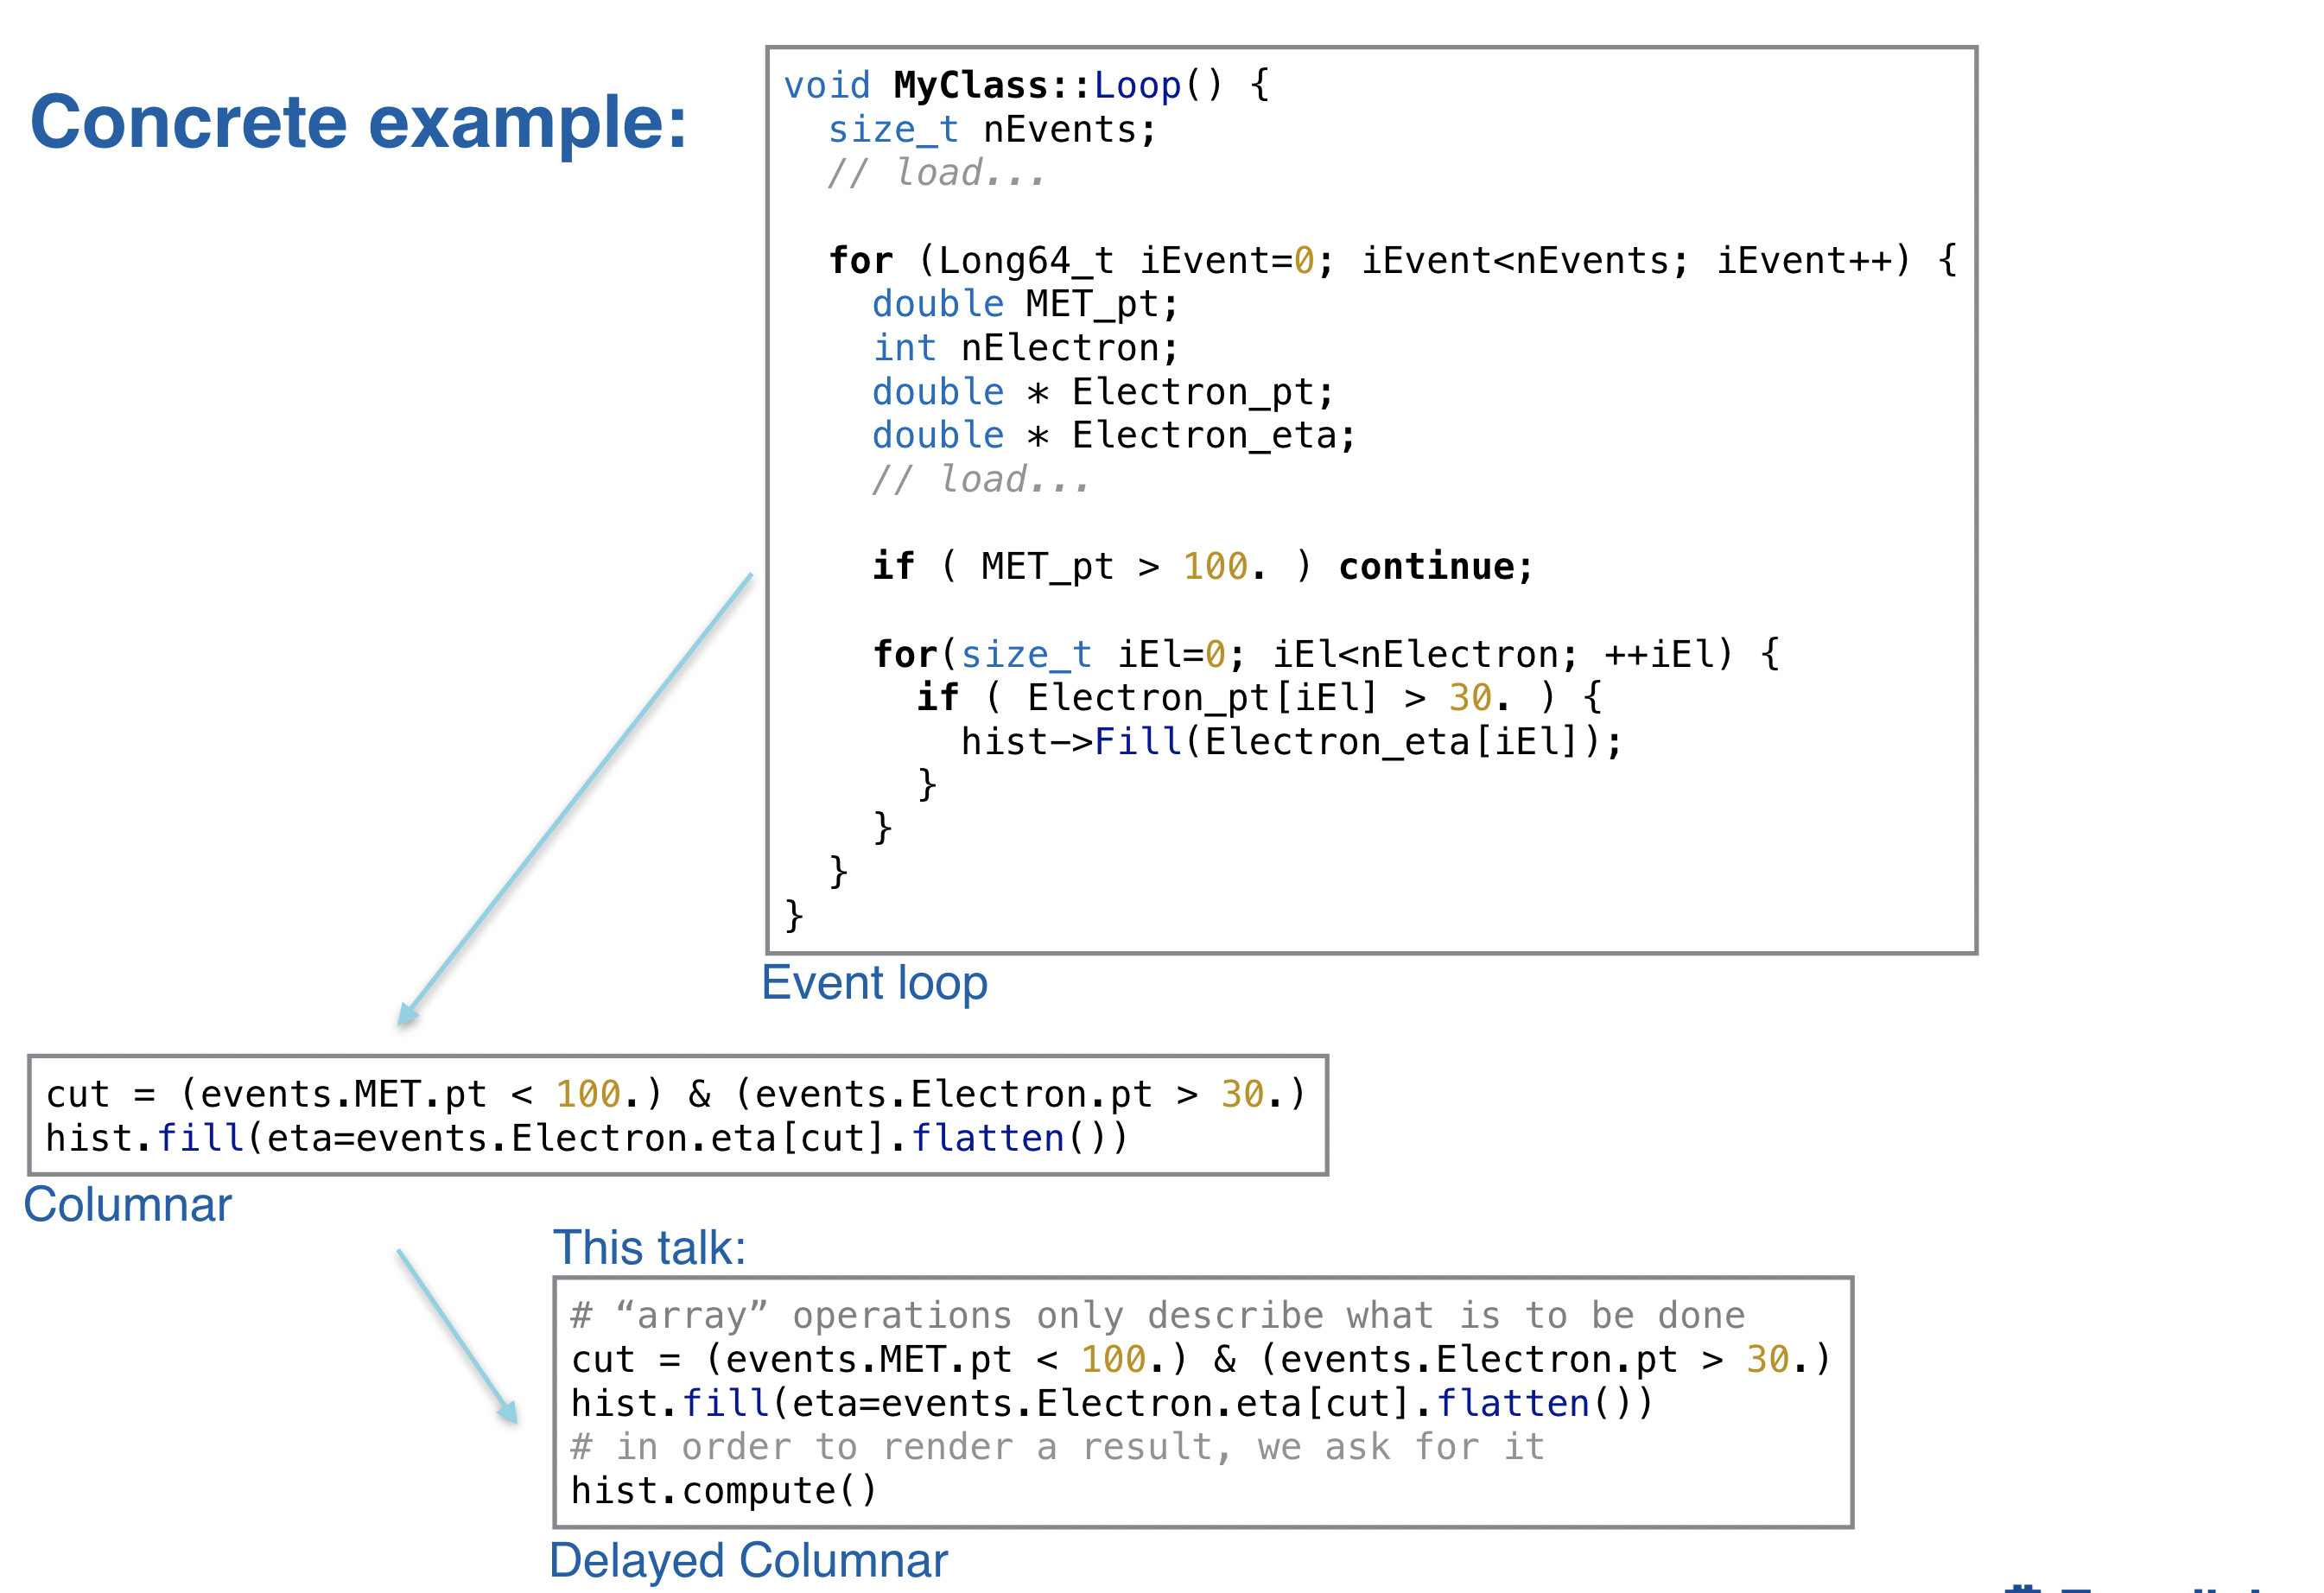 Concrete example:
void MyClass::Loop() {
  size_t nEvents;
  // load...
  for (Long64_t iEvent=0; iEvent<nEvents; iEvent++) {
    double MET_pt;
    int nElectron;
    double * Electron_pt;
    double * Electron_eta;
    // load...
    if ( MET_pt > 100. ) continue;
    for(size_t iEl=0; iEl<nElectron; ++iEl) {
      if ( Electron_pt[iEl] > 30. ) {
        hist->Fill(Electron_eta[iEl]);
      }
    }
  }
}
Event loop
cut = (events.MET.pt < 100.) & (events.Electron.pt > 30.)
hist.fill(eta=events.Electron.eta[cut].flatten())
Columnar
This talk:
# “array” operations only describe what is to be done
cut = (events.MET.pt < 100.) & (events.Electron.pt > 30.)
hist.fill(eta=events.Electron.eta[cut].flatten())
# in order to render a result, we ask for it
hist.compute()
Delayed Columnar